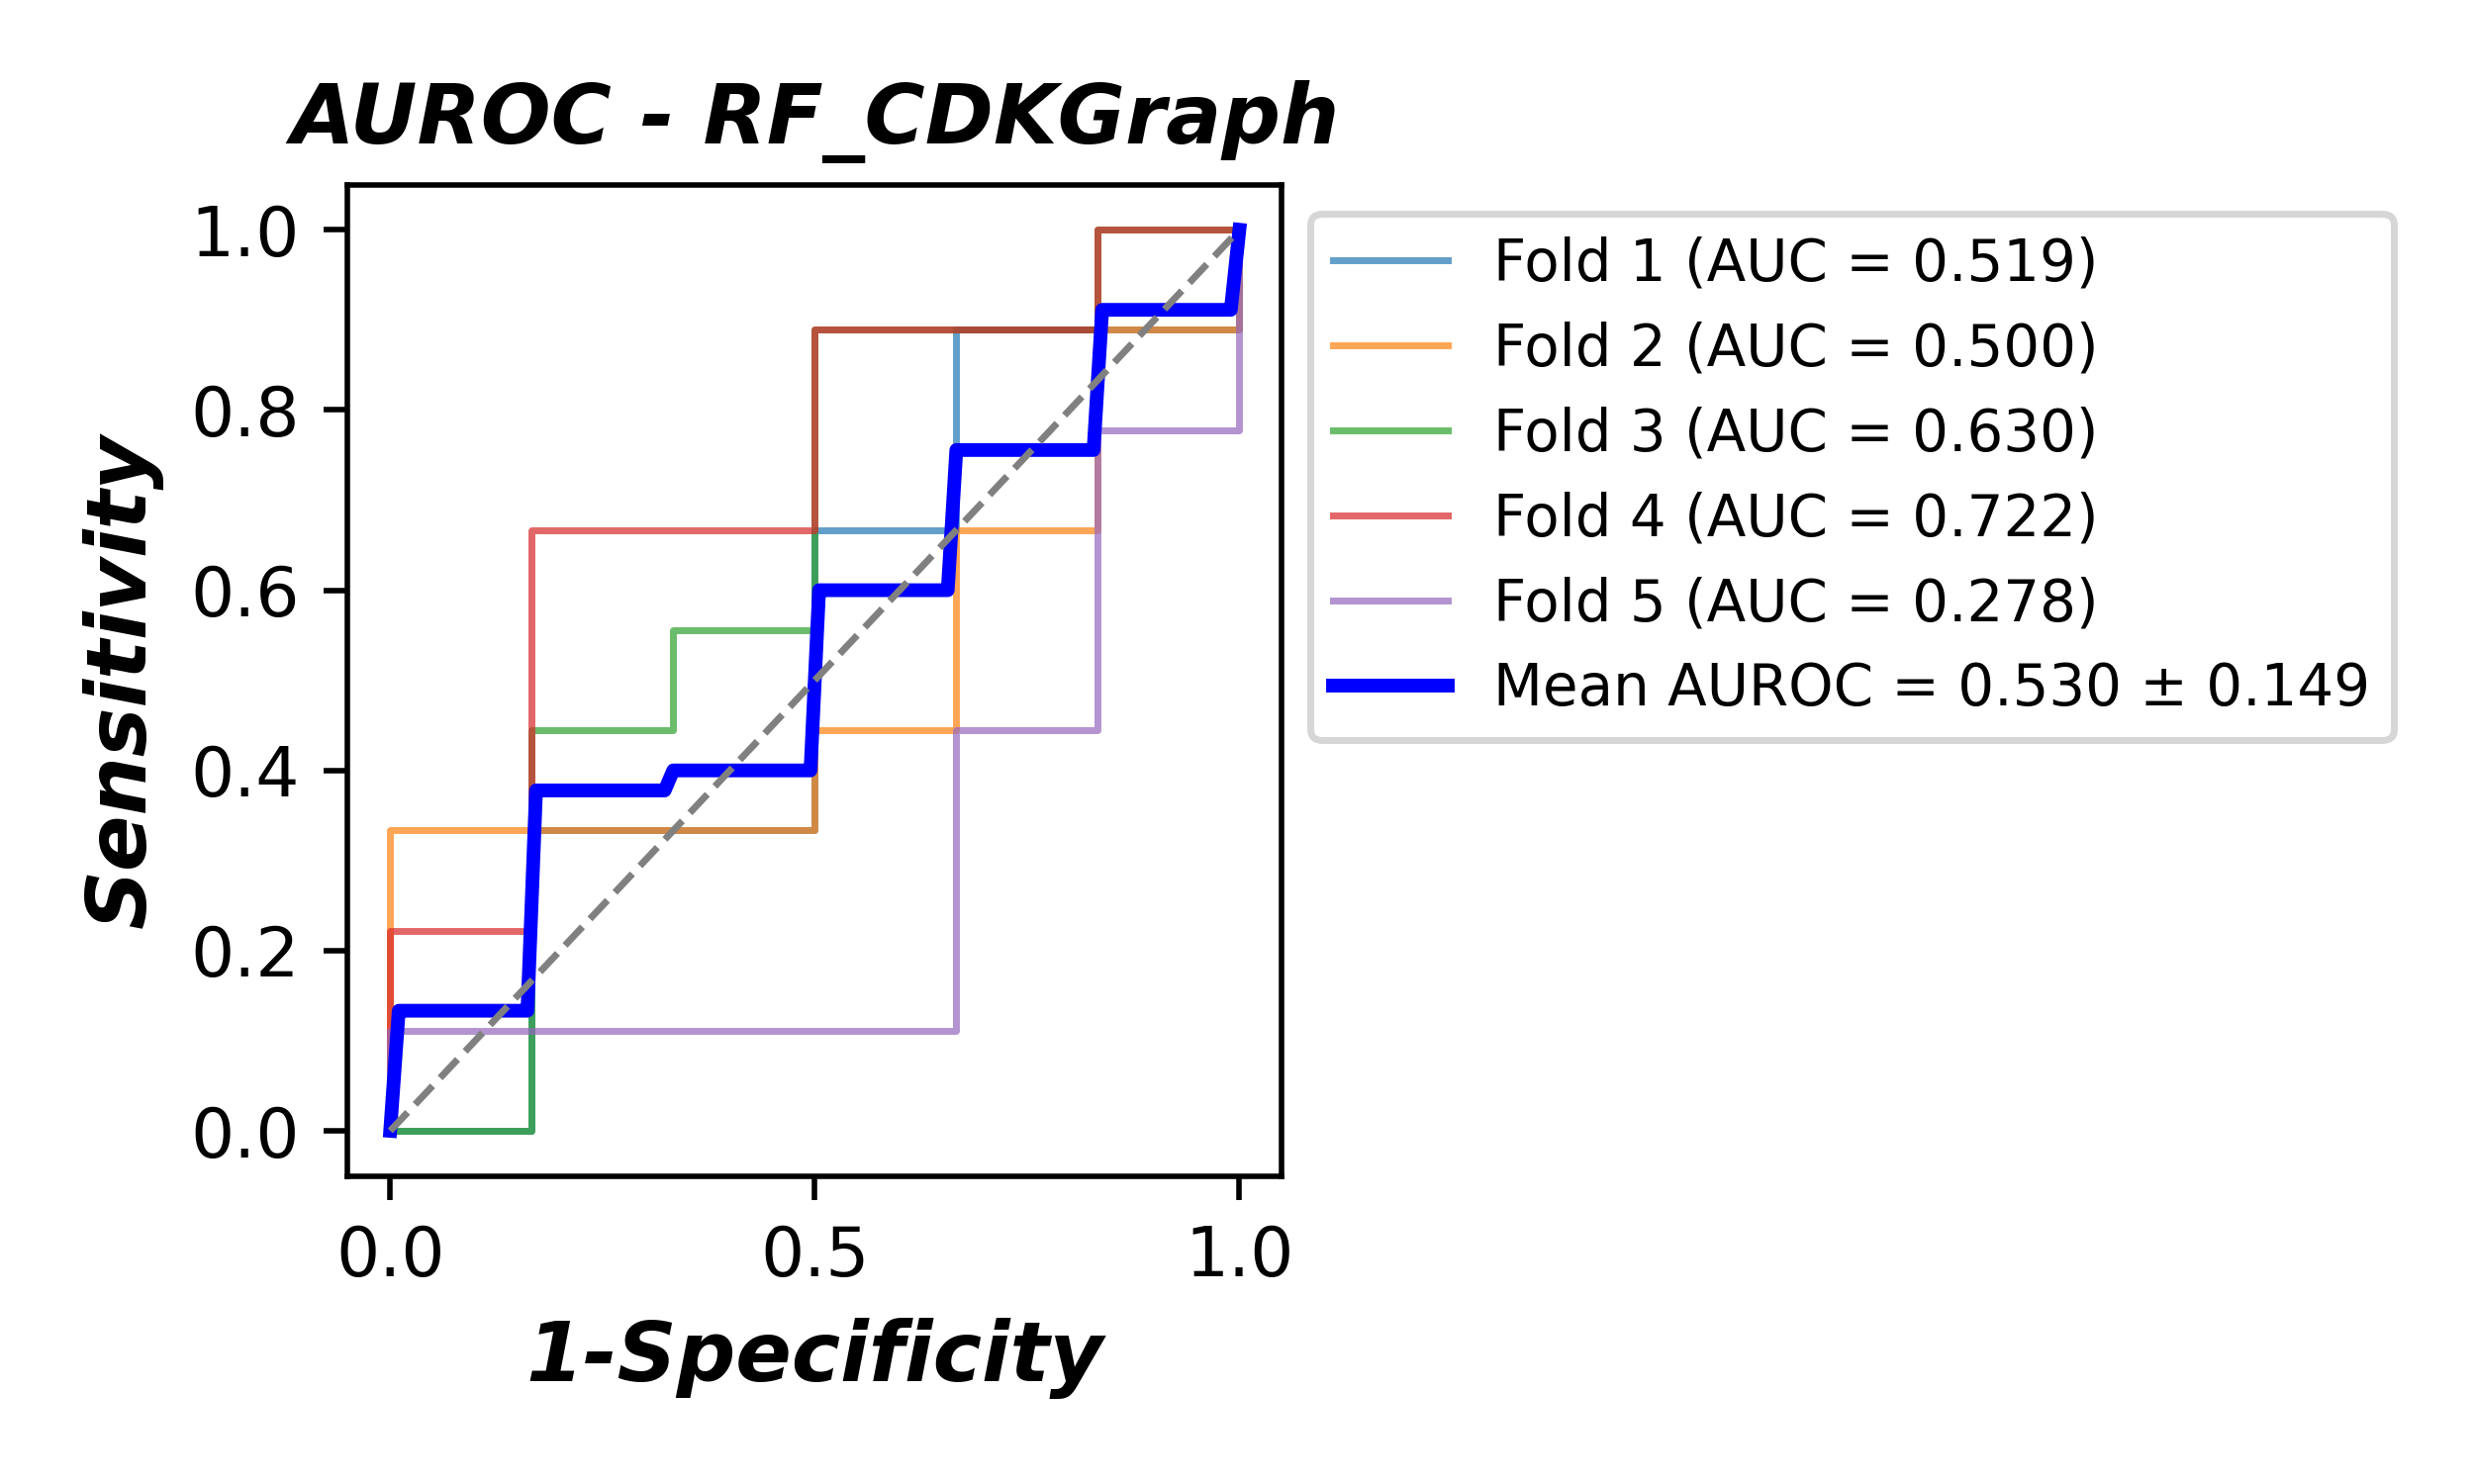 AUROC - RF_CDKGraph
1.0
0.8
0.6
0.4
0.2
0.0
Sensitivity
0.0 0.5 1.0
1-Specificity
Fold 1 (AUC = 0.519)
Fold 2 (AUC = 0.500)
Fold 3 (AUC = 0.630)
Fold 4 (AUC = 0.722)
Fold 5 (AUC = 0.278)
Mean AUROC = 0.530 ± 0.149